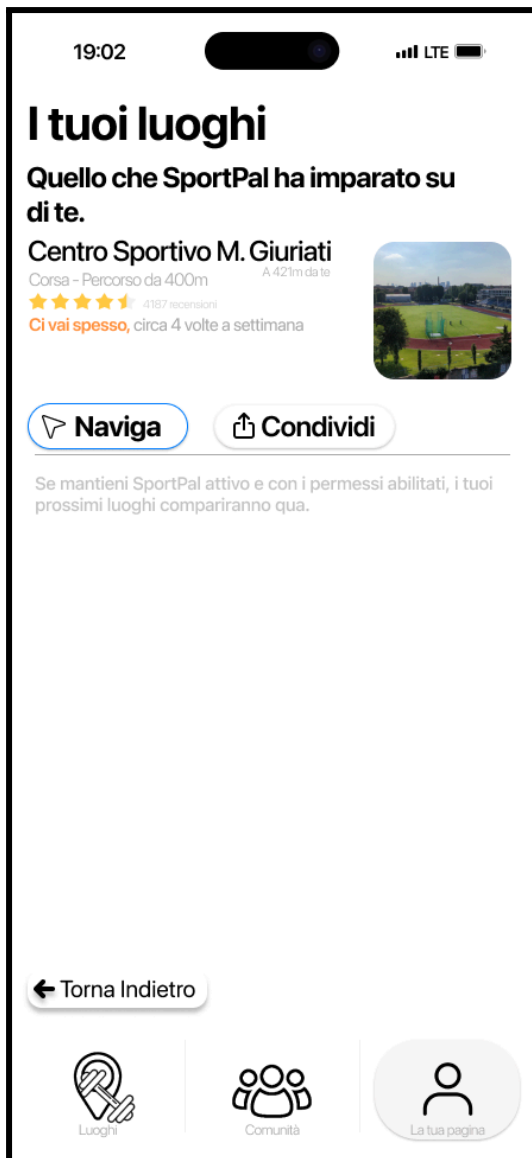 19:02
LTE
I tuoi luoghi
Quello che SportPal ha imparato su
di te.
Centro Sportivo M. Giuriati
Corsa - Percorso da 400m
A 421m da te
4187 recensioni
Ci vai spesso, circa 4 volte a settimana
Naviga
Condividi
Se mantieni SportPal attivo e con i permessi abilitati, i tuoi
prossimi luoghi compariranno qua.
Torna Indietro
Luoghi
Comunità
La tua pagina